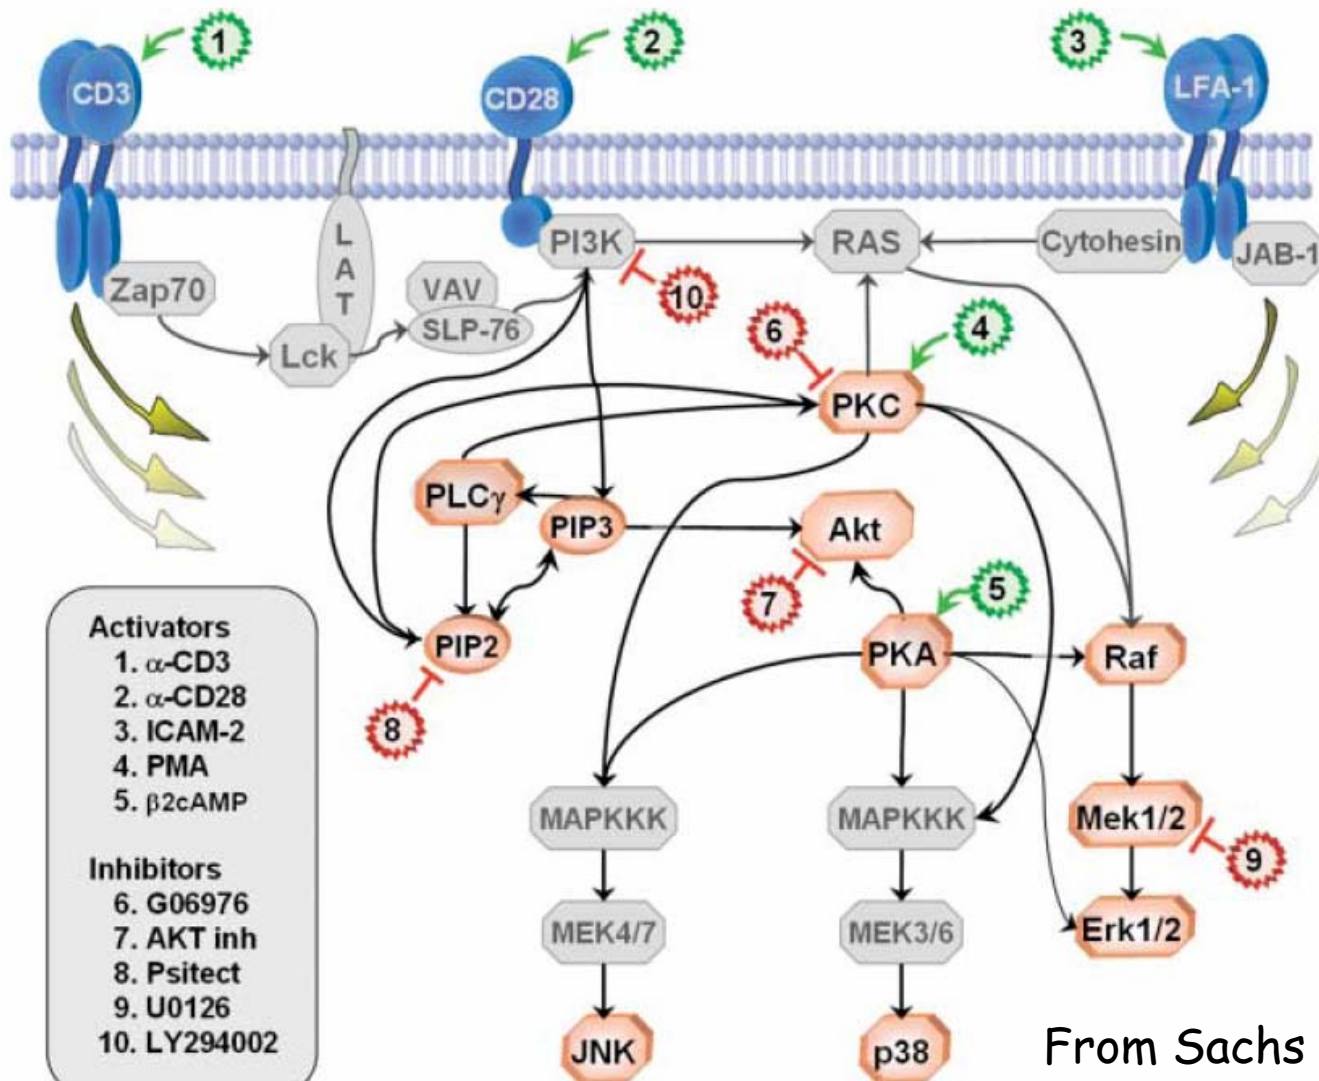 1
2
3
CD3
CD28
LFA-1
L
A
T
PI3K
RAS
Cytohesin
JAB-1
Zap70
VAV
SLP-76
Lck
10
6
4
PKC
PLCγ
PIP3
Akt
7
5
PIP2
PKA
Raf
8
MAPKKK
MAPKKK
Mek1/2
9
MEK4/7
MEK3/6
Erk1/2
JNK
p38
Activators
1. α-CD3
2. α-CD28
3. ICAM-2
4. PMA
5. β2cAMP
Inhibitors
6. G06976
7. AKT inh
8. Psitect
9. U0126
10. LY294002
From Sachs